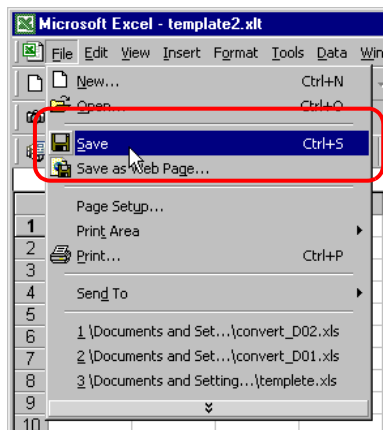 Microsoft Excel - template2.xlt
File Edit View Insert Format Tools Data Win
New... Ctrl+N
Open... Ctrl+O
Save Ctrl+S
Save as Web Page...
Page Setup...
1 Print Area
2 Print... Ctrl+P
3
4 Send To
5
6 1 \Documents and Set...\convert_D02.xls
7 2 \Documents and Set...\convert_D01.xls
8 3 \Documents and Setting...\templete.xls
9
10